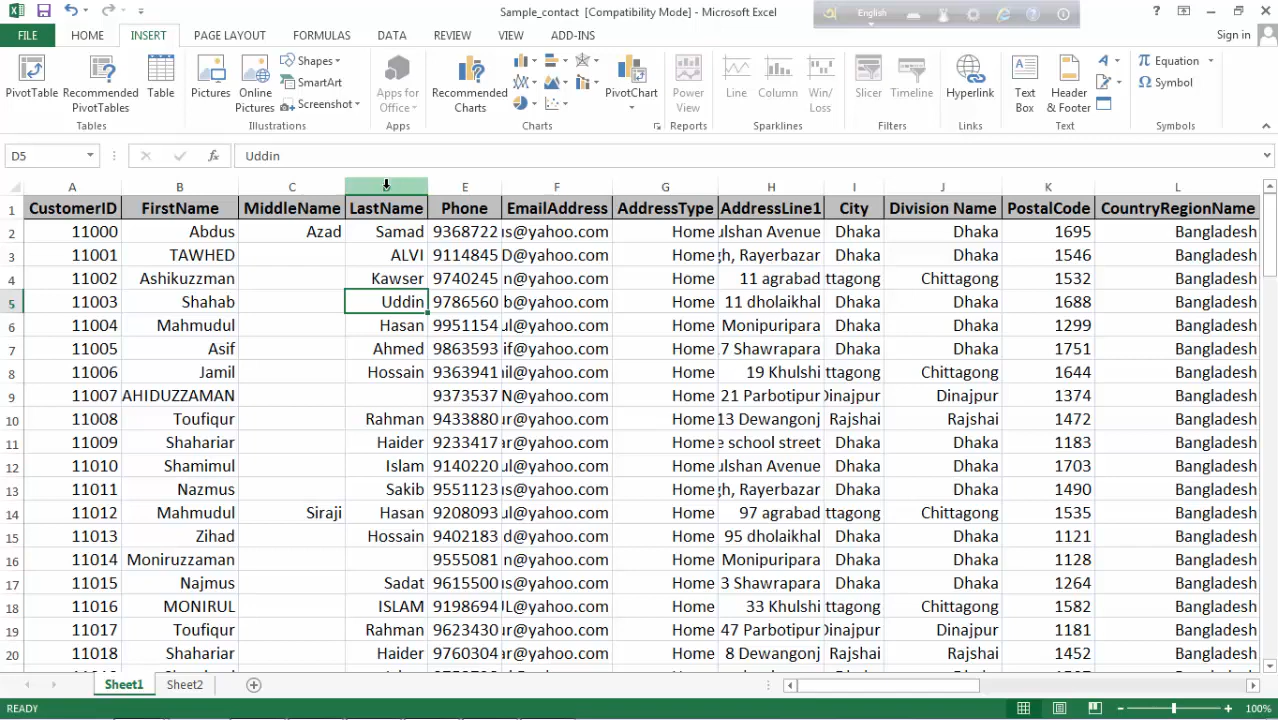 Sample_contact [Compatibility Mode] - Microsoft Excel
English
FILE HOME INSERT PAGE LAYOUT FORMULAS DATA REVIEW VIEW ADD-INS Sign in
PivotTable Recommended PivotTables Table
Tables
Pictures Online Pictures Shapes SmartArt Screenshot
Illustrations
Apps for Office
Apps
Recommended Charts PivotChart
Charts
Power View
Reports
Line Column Win/Loss
Sparklines
Slicer Timeline
Filters
Hyperlink
Links
Text Box Header & Footer
Text
Equation Symbol
Symbols
D5 fx Uddin
A B C D E F G H I J K L
1 CustomerID FirstName MiddleName LastName Phone EmailAddress AddressType AddressLine1 City Division Name PostalCode CountryRegionName
2 11000 Abdus Azad Samad 9368722 s@yahoo.com Home ulshan Avenue Dhaka Dhaka 1695 Bangladesh
3 11001 TAWHED ALVI 9114845 D@yahoo.com Home gh, Rayerbazar Dhaka Dhaka 1546 Bangladesh
4 11002 Ashikuzzman Kawser 9740245 n@yahoo.com Home 11 agrabad ttagong Chittagong 1532 Bangladesh
5 11003 Shahab Uddin 9786560 b@yahoo.com Home 11 dholaikhal Dhaka Dhaka 1688 Bangladesh
6 11004 Mahmudul Hasan 9951154 ul@yahoo.com Home Monipuripara Dhaka Dhaka 1299 Bangladesh
7 11005 Asif Ahmed 9863593 if@yahoo.com Home 7 Shawrapara Dhaka Dhaka 1751 Bangladesh
8 11006 Jamil Hossain 9363941 il@yahoo.com Home 19 Khulshi ttagong Chittagong 1644 Bangladesh
9 11007 AHIDUZZAMAN 9373537 N@yahoo.com Home 21 Parbotipur Dinajpur Dinajpur 1374 Bangladesh
10 11008 Toufiqur Rahman 9433880 ur@yahoo.com Home 13 Dewangonj Rajshai Rajshai 1472 Bangladesh
11 11009 Shahariar Haider 9233417 ar@yahoo.com Home e school street Dhaka Dhaka 1183 Bangladesh
12 11010 Shamimul Islam 9140220 ul@yahoo.com Home ulshan Avenue Dhaka Dhaka 1703 Bangladesh
13 11011 Nazmus Sakib 9551123 s@yahoo.com Home gh, Rayerbazar Dhaka Dhaka 1490 Bangladesh
14 11012 Mahmudul Siraji Hasan 9208093 ul@yahoo.com Home 97 agrabad ttagong Chittagong 1535 Bangladesh
15 11013 Zihad Hossain 9402183 d@yahoo.com Home 95 dholaikhal Dhaka Dhaka 1121 Bangladesh
16 11014 Moniruzzaman 9555081 n@yahoo.com Home Monipuripara Dhaka Dhaka 1128 Bangladesh
17 11015 Najmus Sadat 9615500 s@yahoo.com Home 3 Shawrapara Dhaka Dhaka 1264 Bangladesh
18 11016 MONIRUL ISLAM 9198694 JL@yahoo.com Home 33 Khulshi ttagong Chittagong 1582 Bangladesh
19 11017 Toufiqur Rahman 9623430 ur@yahoo.com Home 47 Parbotipur Dinajpur Dinajpur 1181 Bangladesh
20 11018 Shahariar Haider 9760304 ar@yahoo.com Home 8 Dewangonj Rajshai Rajshai 1452 Bangladesh
Sheet1 Sheet2
READY 100%